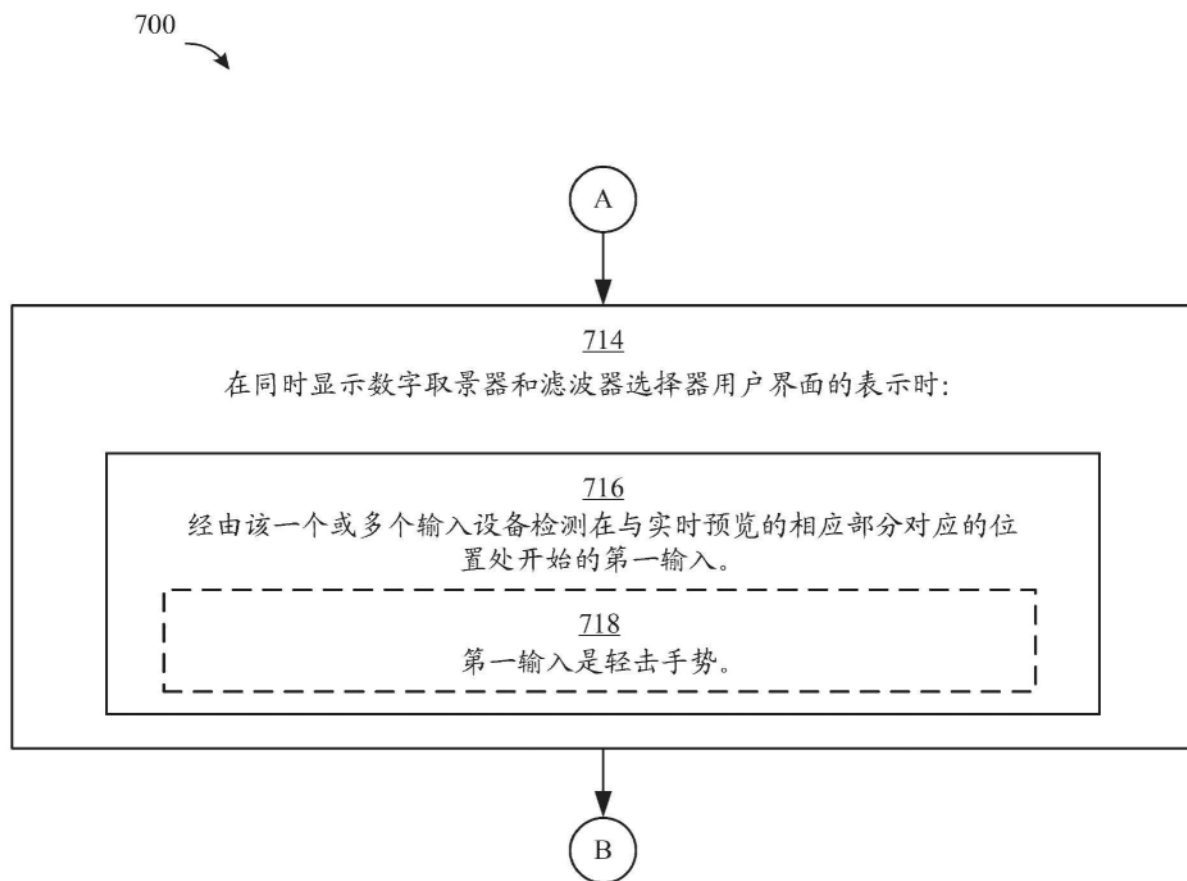 700
A
714
在同时显示数字取景器和滤波器选择器用户界面的表示时:
716
经由该一个或多个输入设备检测在与实时预览的相应部分对应的位
置处开始的第一输入。
718
第一输入是轻击手势。
B